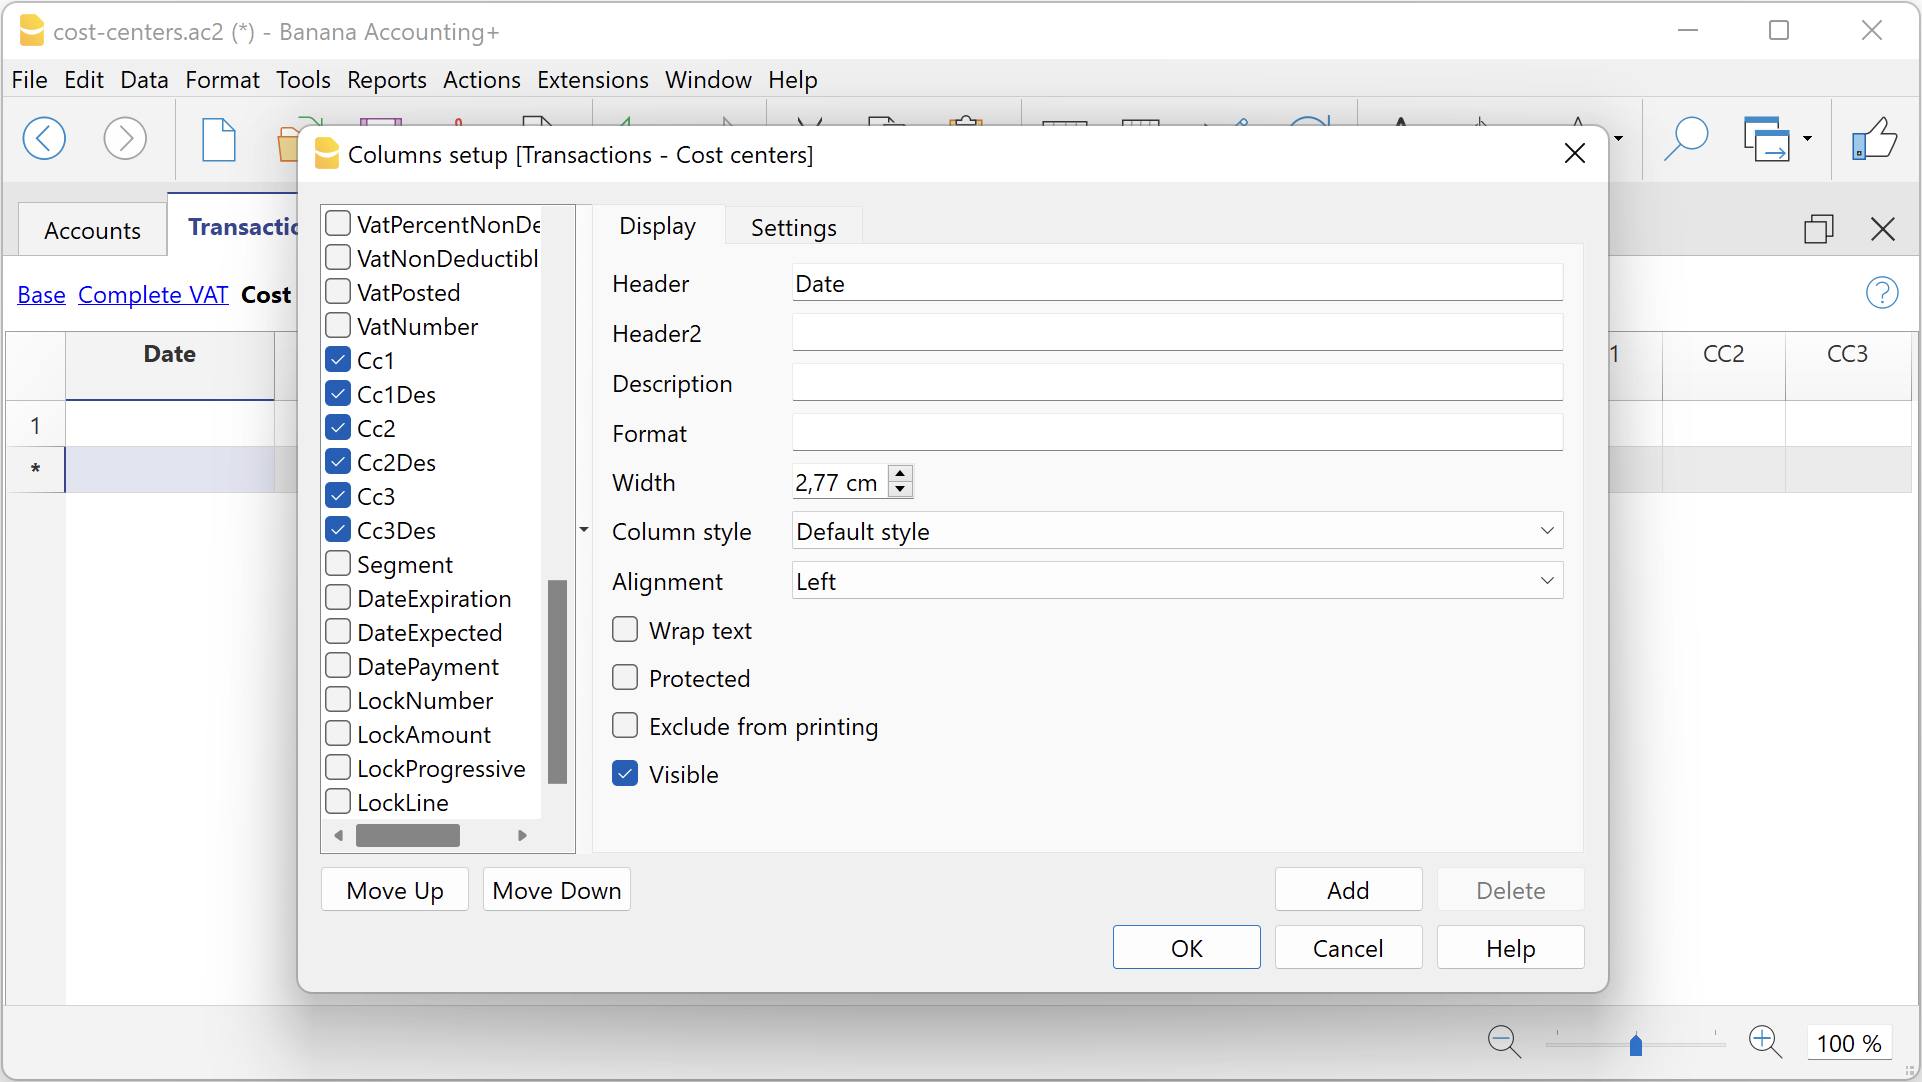 cost-centers.ac2 (*) - Banana Accounting+
File Edit Data Format Tools Reports Actions Extensions Window Help
Columns setup [Transactions - Cost centers]
Accounts
Base Complete VAT Cost
Date
1 CC2 CC3
1
*
VatPosted
VatNumber
Cc1
Cc1Des
Cc2
Cc2Des
Cc3
Cc3Des
Segment
DateExpiration
DateExpected
DatePayment
LockNumber
LockAmount
LockProgressive
LockLine
Move Up Move Down
Display Settings
Header Date
Header2
Description
Format
Width 2,77 cm
Column style Default style
Alignment Left
Wrap text
Protected
Exclude from printing
Visible
Add Delete
OK Cancel Help
100 %